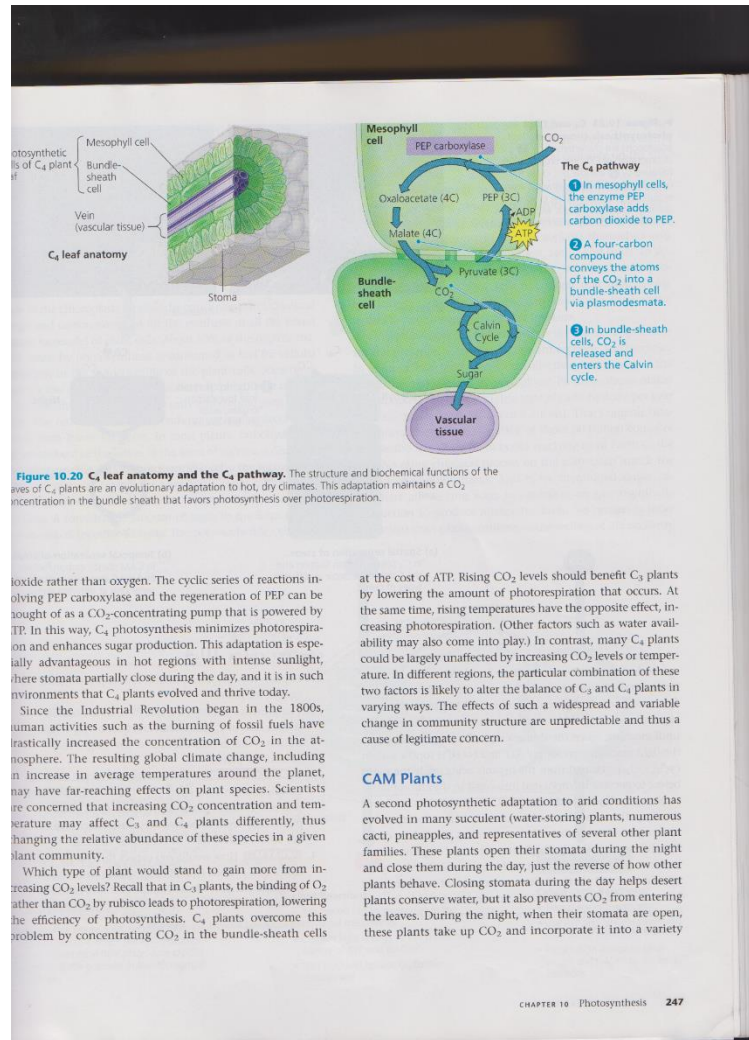 otosynthetic
ls of C₄ plant
f
Mesophyll cell
Bundle-
sheath
cell
Vein
(vascular tissue)
C₄ leaf anatomy
Stoma
Mesophyll
cell
PEP carboxylase
CO₂
Oxaloacetate (4C)
PEP (3C)
ADP
Malate (4C)
ATP
Pyruvate (3C)
Bundle-
sheath
cell
CO₂
Calvin
Cycle
Sugar
Vascular
tissue
The C₄ pathway
1 In mesophyll cells,
the enzyme PEP
carboxylase adds
carbon dioxide to PEP.
2 A four-carbon
compound
conveys the atoms
of the CO₂ into a
bundle-sheath cell
via plasmodesmata.
3 In bundle-sheath
cells, CO₂ is
released and
enters the Calvin
cycle.
Figure 10.20 C₄ leaf anatomy and the C₄ pathway. The structure and biochemical functions of the
aves of C₄ plants are an evolutionary adaptation to hot, dry climates. This adaptation maintains a CO₂
ncentration in the bundle sheath that favors photosynthesis over photorespiration.
ioxide rather than oxygen. The cyclic series of reactions in-
olving PEP carboxylase and the regeneration of PEP can be
nought of as a CO₂-concentrating pump that is powered by
TP. In this way, C₄ photosynthesis minimizes photorespira-
on and enhances sugar production. This adaptation is espe-
ially advantageous in hot regions with intense sunlight,
here stomata partially close during the day, and it is in such
nvironments that C₄ plants evolved and thrive today.
Since the Industrial Revolution began in the 1800s,
uman activities such as the burning of fossil fuels have
rastically increased the concentration of CO₂ in the at-
nosphere. The resulting global climate change, including
n increase in average temperatures around the planet,
nay have far-reaching effects on plant species. Scientists
re concerned that increasing CO₂ concentration and tem-
erature may affect C₃ and C₄ plants differently, thus
hanging the relative abundance of these species in a given
lant community.
Which type of plant would stand to gain more from in-
reasing CO₂ levels? Recall that in C₃ plants, the binding of O₂
ather than CO₂ by rubisco leads to photorespiration, lowering
he efficiency of photosynthesis. C₄ plants overcome this
roblem by concentrating CO₂ in the bundle-sheath cells
at the cost of ATP. Rising CO₂ levels should benefit C₃ plants
by lowering the amount of photorespiration that occurs. At
the same time, rising temperatures have the opposite effect, in-
creasing photorespiration. (Other factors such as water avail-
ability may also come into play.) In contrast, many C₄ plants
could be largely unaffected by increasing CO₂ levels or temper-
ature. In different regions, the particular combination of these
two factors is likely to alter the balance of C₃ and C₄ plants in
varying ways. The effects of such a widespread and variable
change in community structure are unpredictable and thus a
cause of legitimate concern.
CAM Plants
A second photosynthetic adaptation to arid conditions has
evolved in many succulent (water-storing) plants, numerous
cacti, pineapples, and representatives of several other plant
families. These plants open their stomata during the night
and close them during the day, just the reverse of how other
plants behave. Closing stomata during the day helps desert
plants conserve water, but it also prevents CO₂ from entering
the leaves. During the night, when their stomata are open,
these plants take up CO₂ and incorporate it into a variety
CHAPTER 10 Photosynthesis 247